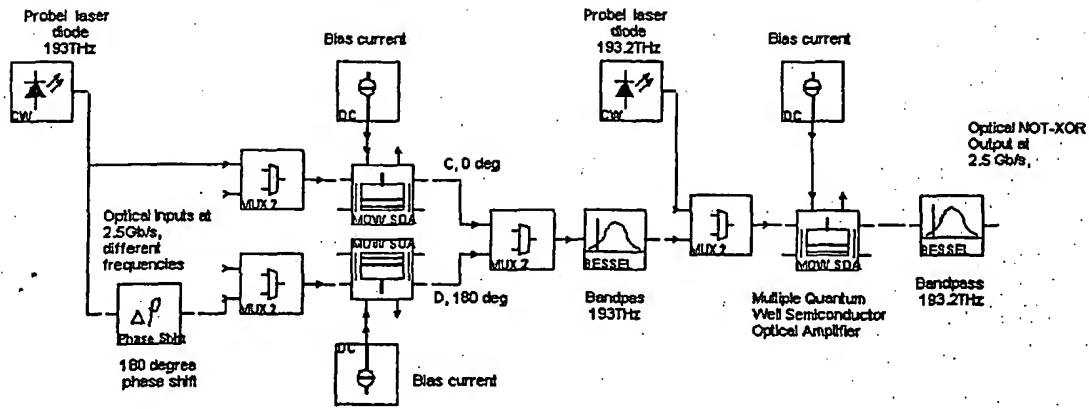 Probel laser
diode
193THz
CW
Bias current
DC
MUX 2
MQW SOA
C, 0 deg
Optical Inputs at
2.5Gb/s,
different
frequencies
MUX 2
MQW SOA
D, 180 deg
Phase Shift
Δ
180 degree
phase shift
DC
Bias current
MUX 2
BESSEL
Bandpas
193THz
Probel laser
diode
193.2THz
CW
Bias current
DC
MUX 2
MQW SOA
Multiple Quantum
Well Semiconductor
Optical Amplifier
BESSEL
Bandpass
193.2THz
Optical NOT-XOR
Output at
2.5 Gb/s,